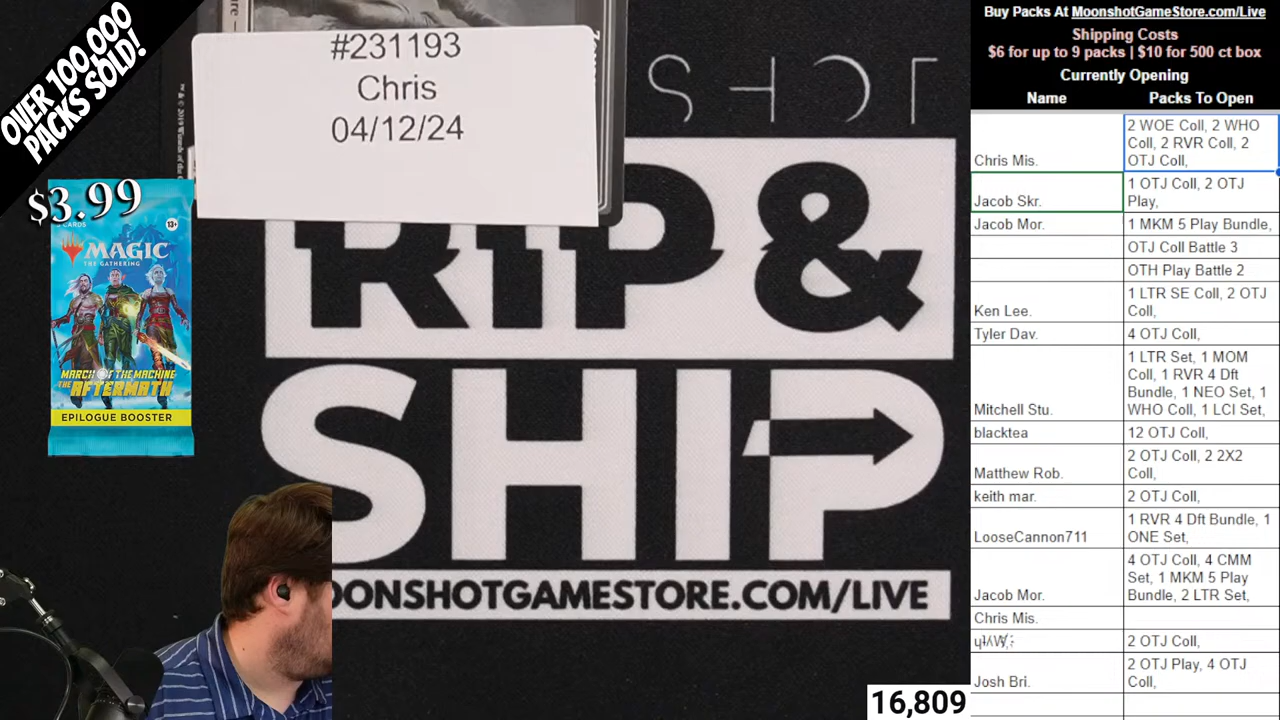 OVER 100,000
PACKS SOLD!
$3.99
13+
MAGIC
THE GATHERING
MARCH OF THE MACHINE
THE AFTERMATH
EPILOGUE BOOSTER
#231193
Chris
04/12/24
SHOT
RIP &
SHIP
MOONSHOTGAMESTORE.COM/LIVE
16,809
Buy Packs At MoonshotGameStore.com/Live
Shipping Costs
$6 for up to 9 packs | $10 for 500 ct box
Currently Opening
Name Packs To Open
Chris Mis. 2 WOE Coll, 2 WHO
Coll, 2 RVR Coll, 2
OTJ Coll,
Jacob Skr. 1 OTJ Coll, 2 OTJ
Play,
Jacob Mor. 1 MKM 5 Play Bundle,
OTJ Coll Battle 3
OTH Play Battle 2
Ken Lee. 1 LTR SE Coll, 2 OTJ
Coll,
Tyler Dav. 4 OTJ Coll,
Mitchell Stu. 1 LTR Set, 1 MOM
Coll, 1 RVR 4 Dft
Bundle, 1 NEO Set, 1
WHO Coll, 1 LCI Set,
blacktea 12 OTJ Coll,
Matthew Rob. 2 OTJ Coll, 2 2X2
Coll,
keith mar. 2 OTJ Coll,
LooseCannon711 1 RVR 4 Dft Bundle, 1
ONE Set,
Jacob Mor. 4 OTJ Coll, 4 CMM
Set, 1 MKM 5 Play
Bundle, 2 LTR Set,
Chris Mis.
2 OTJ Coll,
Josh Bri. 2 OTJ Play, 4 OTJ
Coll,